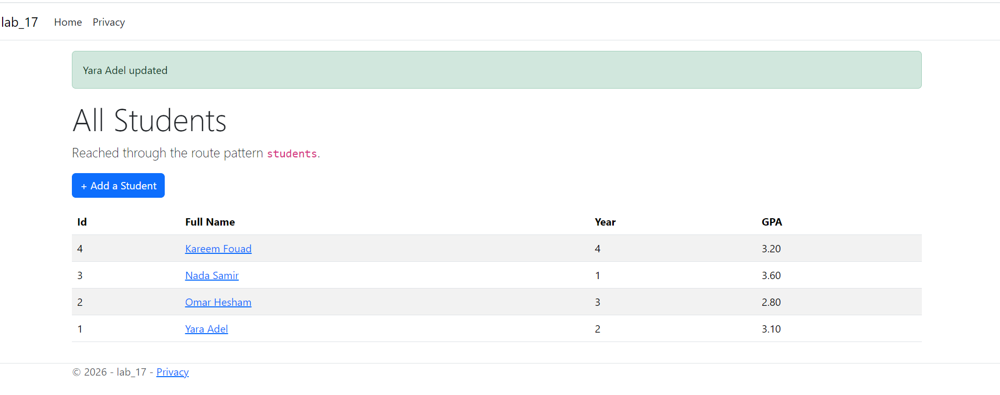 lab_17 Home Privacy
Yara Adel updated
All Students
Reached through the route pattern students.
+ Add a Student
Id Full Name Year GPA
4 Kareem Fouad 4 3.20
3 Nada Samir 1 3.60
2 Omar Hesham 3 2.80
1 Yara Adel 2 3.10
© 2026 - lab_17 - Privacy